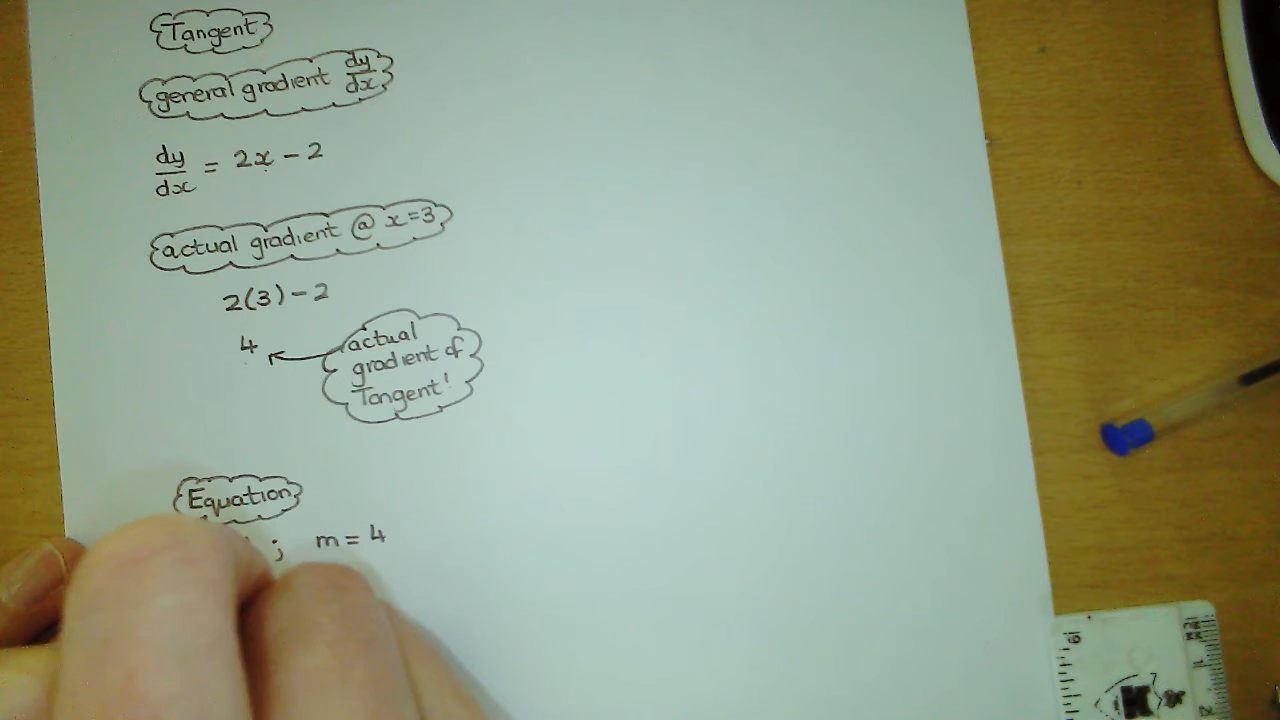 Tangent
general gradient dy/dx
dy/dx = 2x - 2
actual gradient @ x=3
2(3) - 2
4
actual
gradient of
Tangent!
Equation
; m = 4